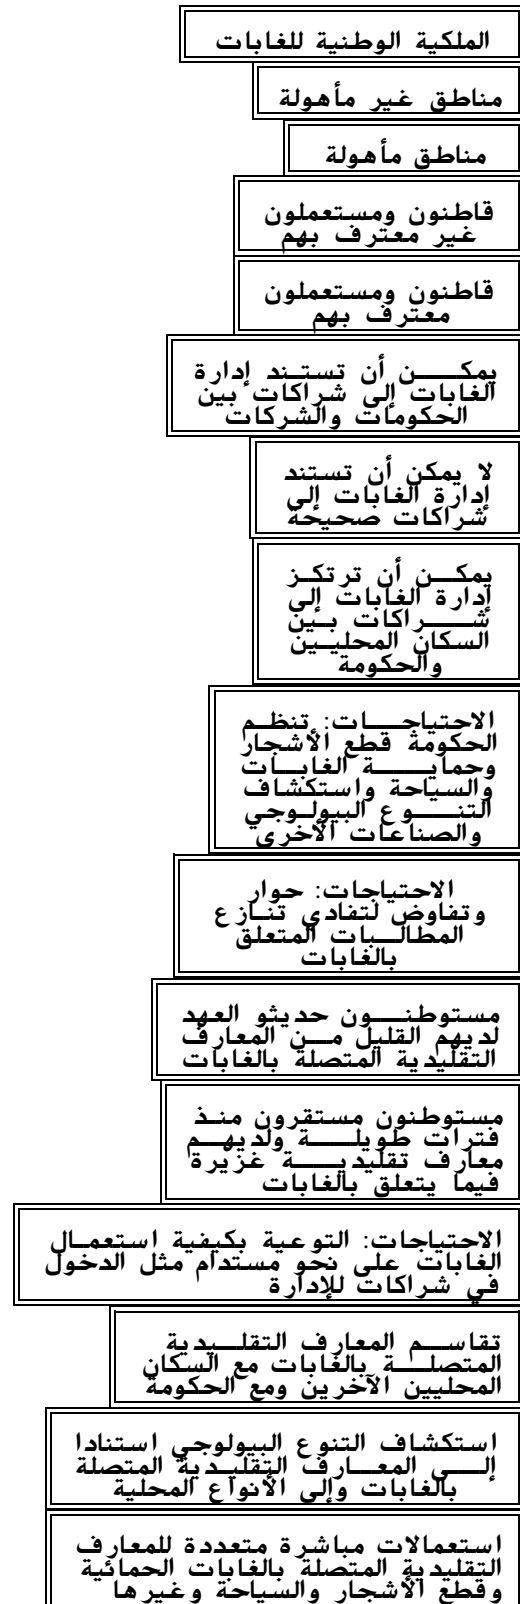 الملكية الوطنية للغابات
مناطق غير مأهولة
مناطق مأهولة
قاطنون ومستعملون
غير معترف بهم
قاطنون ومستعملون
معترف بهم
يمكن أن تستند إدارة
الغابات إلى شراكات بين
الحكومات والشركات
لا يمكن أن تستند
إدارة الغابات إلى
شراكات صحيحة
يمكن أن ترتكز
إدارة الغابات إلى
شراكات بين
السكان المحليين
والحكومة
الاحتياجات: تنظم
الحكومة قطع الأشجار
وحماية الغابات
والسياحة واستكشاف
التنوع البيولوجي
والصناعات الأخرى
الاحتياجات: حوار
وتفاوض لتفادي تنازع
المطالبات المتعلق
بالغابات
مستوطنون حديثو العهد
لديهم القليل من المعارف
التقليدية المتصلة بالغابات
مستوطنون مستقرون منذ
فترات طويلة ولديهم
معارف تقليدية غزيرة
فيما يتعلق بالغابات
الاحتياجات: التوعية بكيفية استعمال
الغابات على نحو مستدام مثل الدخول
في شراكات للإدارة
تقاسم المعارف التقليدية
المتصلة بالغابات مع السكان
المحليين الآخرين ومع الحكومة
استكشاف التنوع البيولوجي استنادا
إلى المعارف التقليدية المتصلة
بالغابات وإلى الأنواع المحلية
استعمالات مباشرة متعددة للمعارف
التقليدية المتصلة بالغابات الحمائية
وقطع الأشجار والسياحة وغيرها